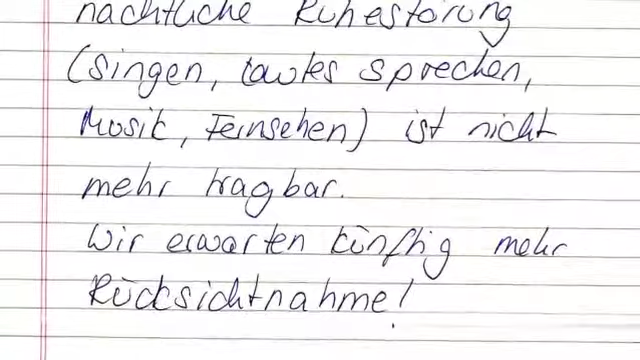 nächtliche Ruhestörung
(singen, lautes sprechen,
Musik, Fernsehen) ist nicht
mehr tragbar.
Wir erwarten künftig mehr
Rücksichtnahme!